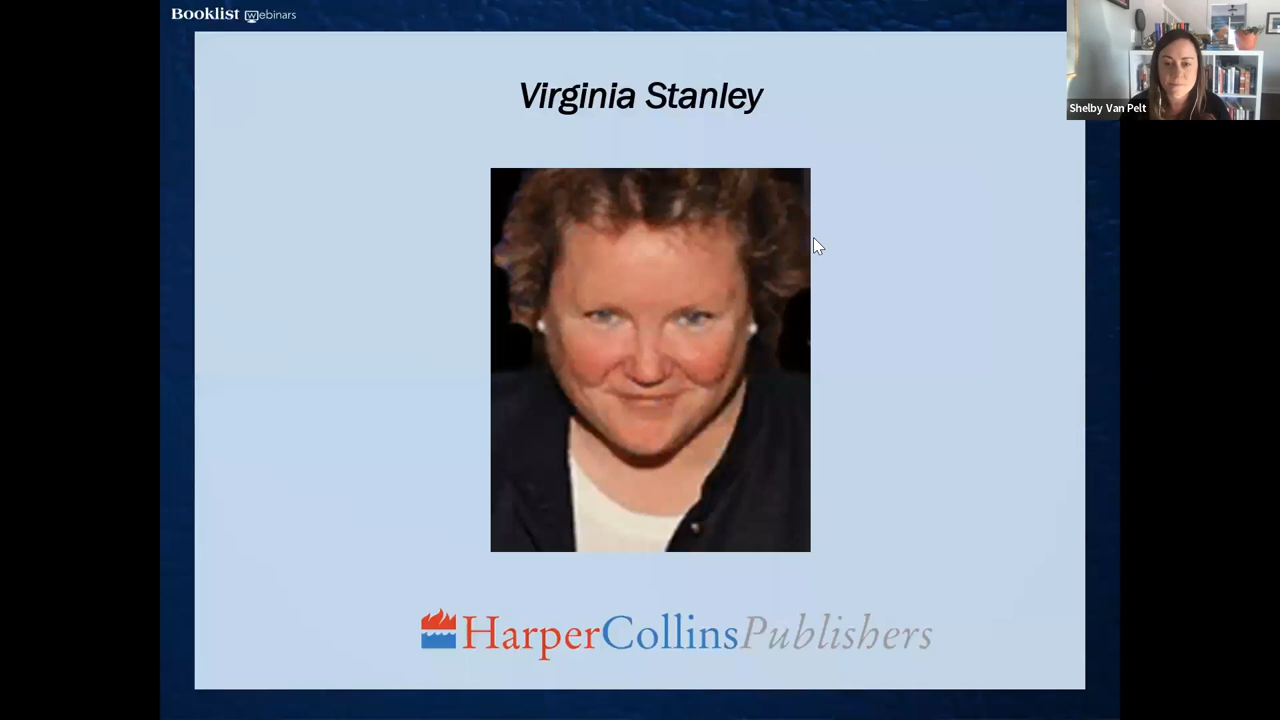 Booklist Webinars
Shelby Van Pelt
Virginia Stanley
HarperCollinsPublishers